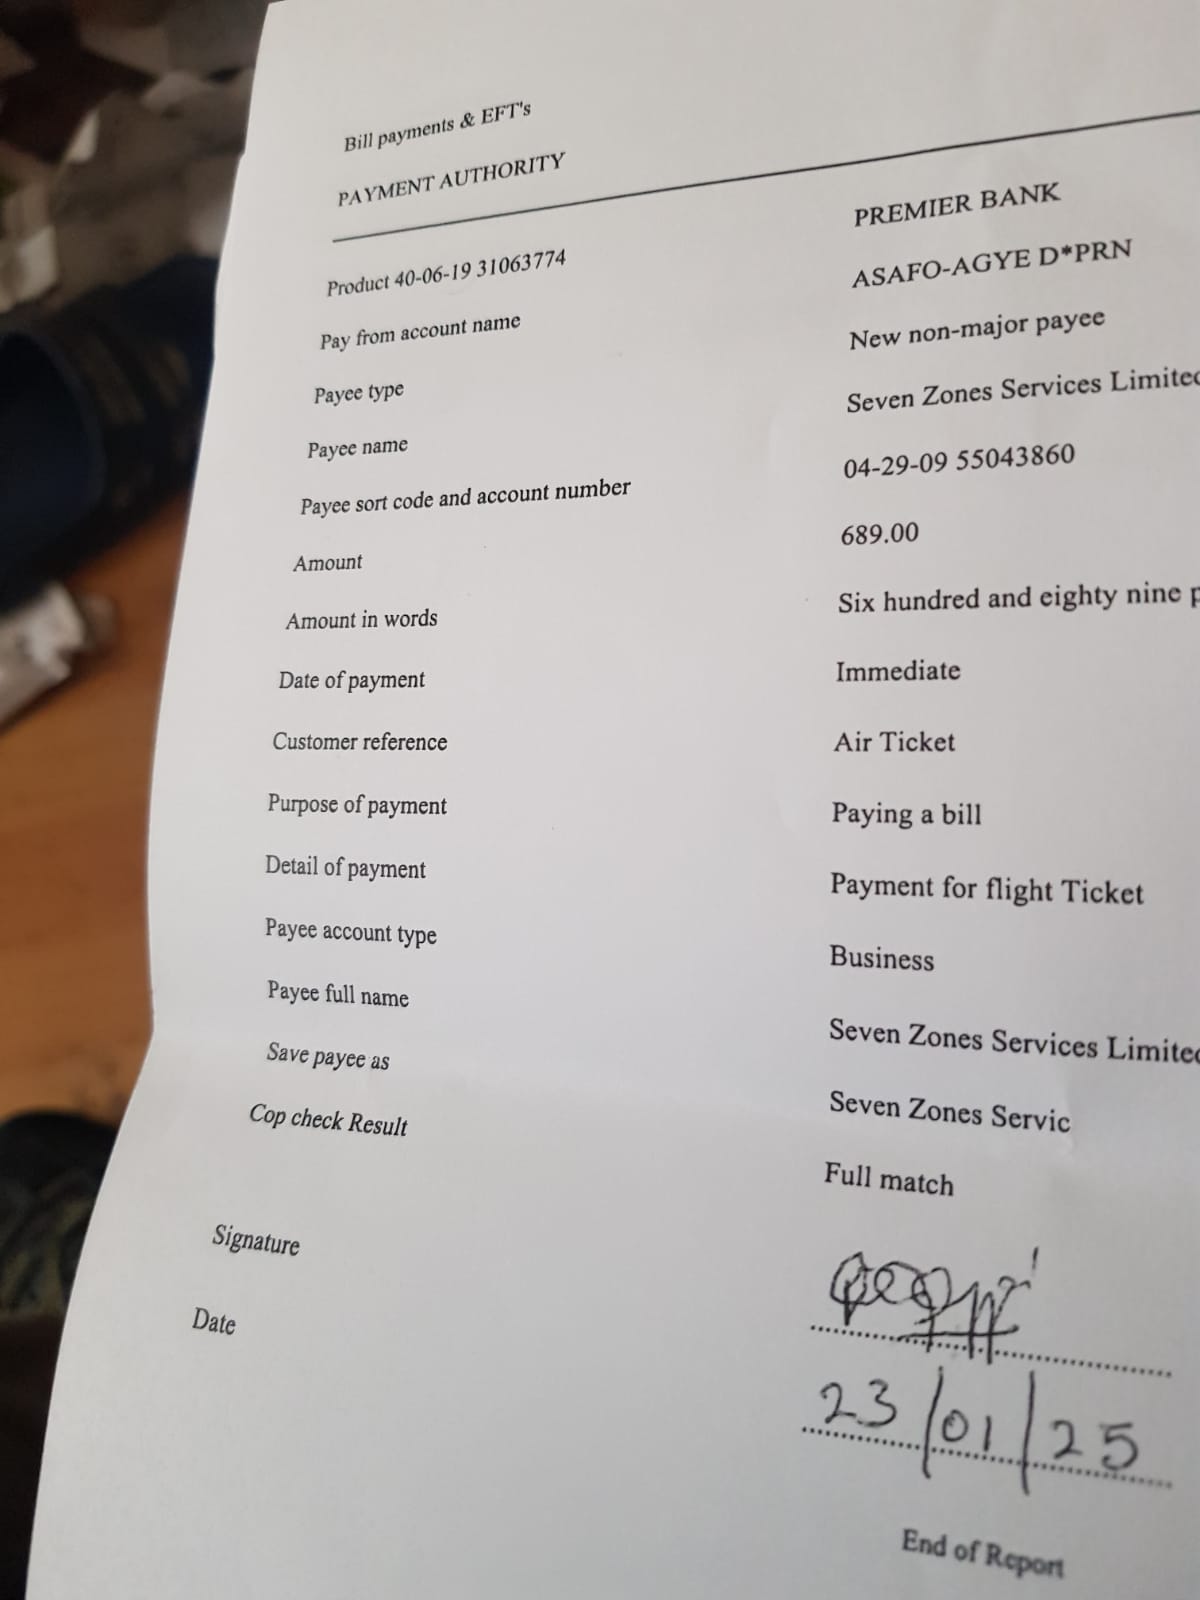 Bill payments & EFT's
PAYMENT AUTHORITY
Product 40-06-19 31063774 PREMIER BANK
Pay from account name ASAFO-AGYE D*PRN
Payee type New non-major payee
Payee name Seven Zones Services Limited
Payee sort code and account number 04-29-09 55043860
Amount 689.00
Amount in words Six hundred and eighty nine p
Date of payment Immediate
Customer reference Air Ticket
Purpose of payment Paying a bill
Detail of payment Payment for flight Ticket
Payee account type Business
Payee full name Seven Zones Services Limited
Save payee as Seven Zones Servic
Cop check Result Full match
Signature
Date 23/01/25
End of Report